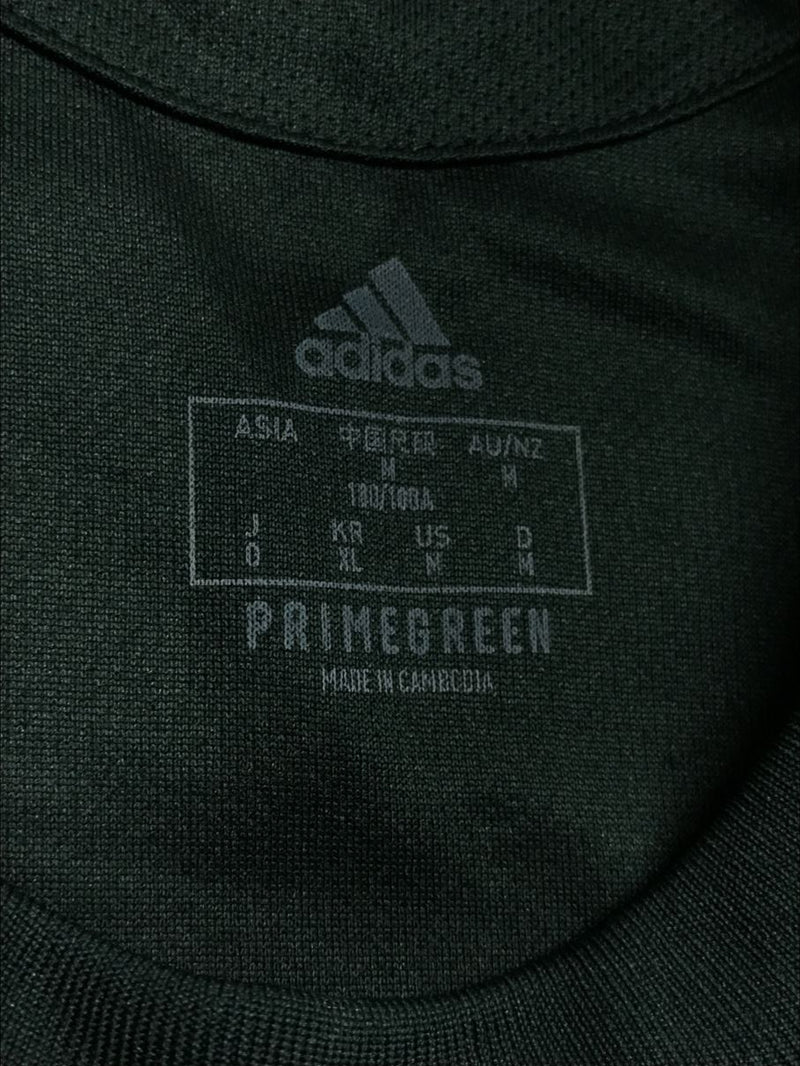 adidas
ASIA 中国尺码 AU/NZ
M M
180/100A
J KR US D
O XL M M
PRIMEGREEN
MADE IN CAMBODIA